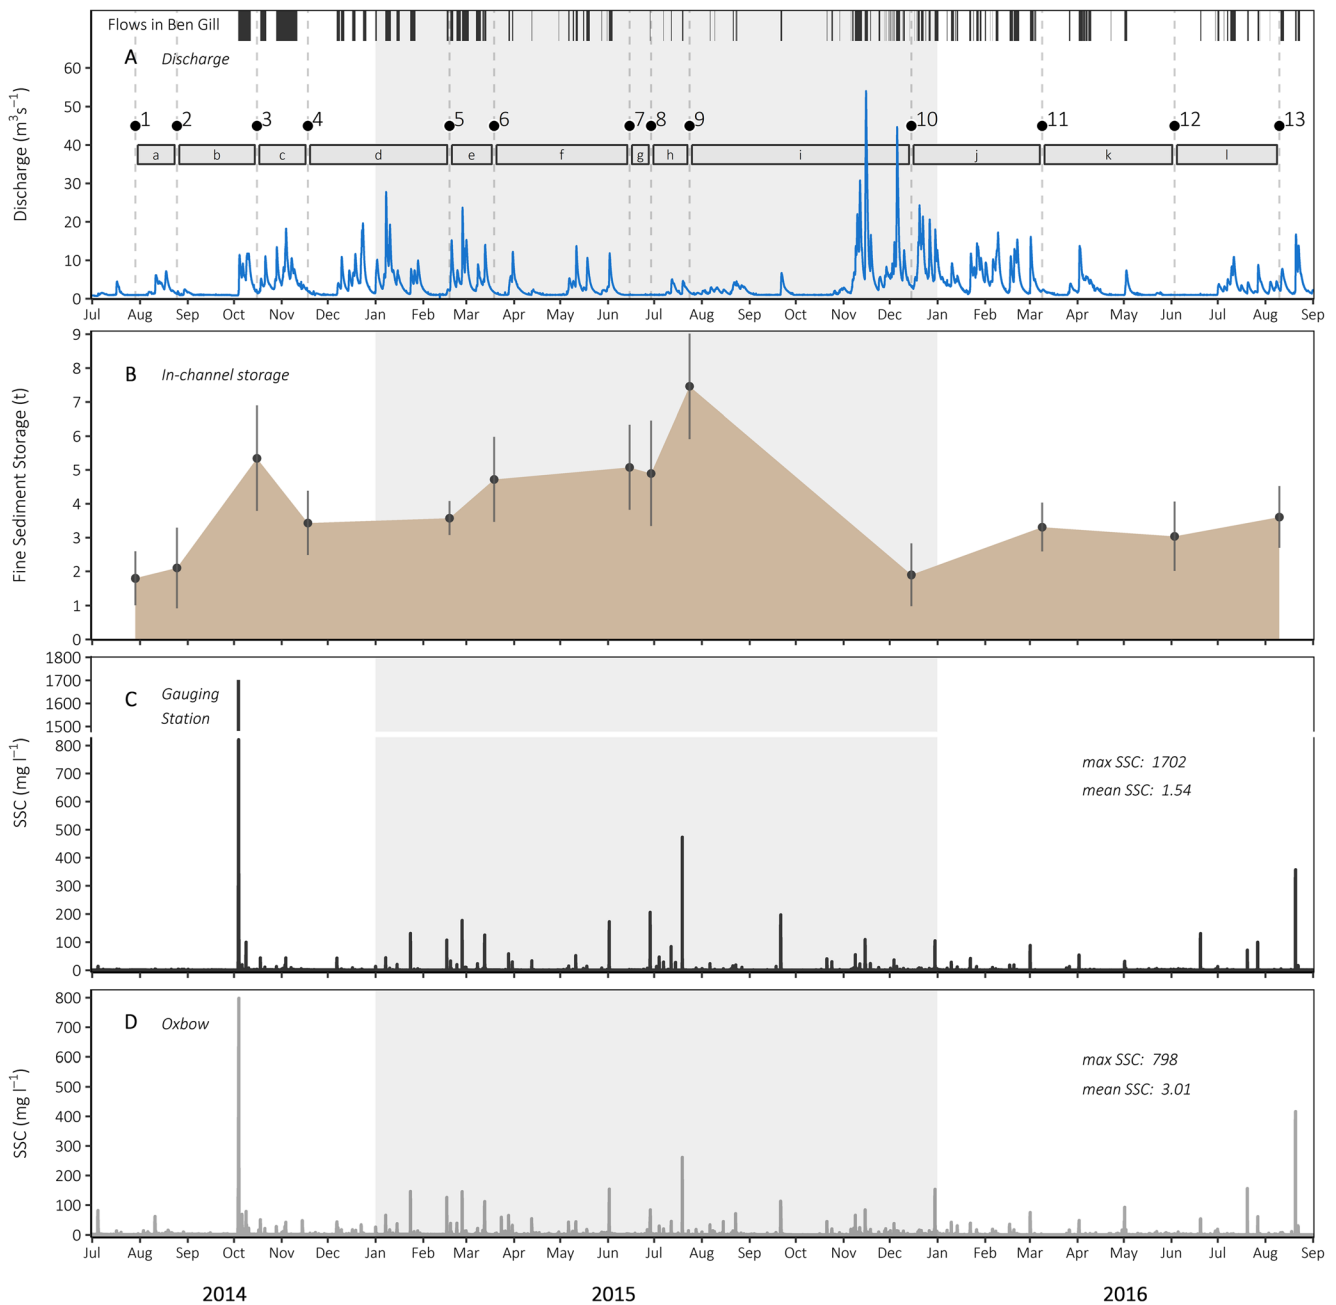 Flows in Ben Gill
A Discharge
Discharge (m³s⁻¹)
60
50
40
30
20
10
0
1 2 3 4 5 6 7 8 9 10 11 12 13
a b c d e f g h i j k l
Jul Aug Sep Oct Nov Dec Jan Feb Mar Apr May Jun Jul Aug Sep Oct Nov Dec Jan Feb Mar Apr May Jun Jul Aug Sep
B In-channel storage
Fine Sediment Storage (t)
9
8
7
6
5
4
3
2
1
0
C Gauging
Station
SSC (mg l⁻¹)
1800
1700
1600
1500
800
700
600
500
400
300
200
100
0
max SSC: 1702
mean SSC: 1.54
D Oxbow
SSC (mg l⁻¹)
800
700
600
500
400
300
200
100
0
max SSC: 798
mean SSC: 3.01
Jul Aug Sep Oct Nov Dec Jan Feb Mar Apr May Jun Jul Aug Sep Oct Nov Dec Jan Feb Mar Apr May Jun Jul Aug Sep
2014 2015 2016